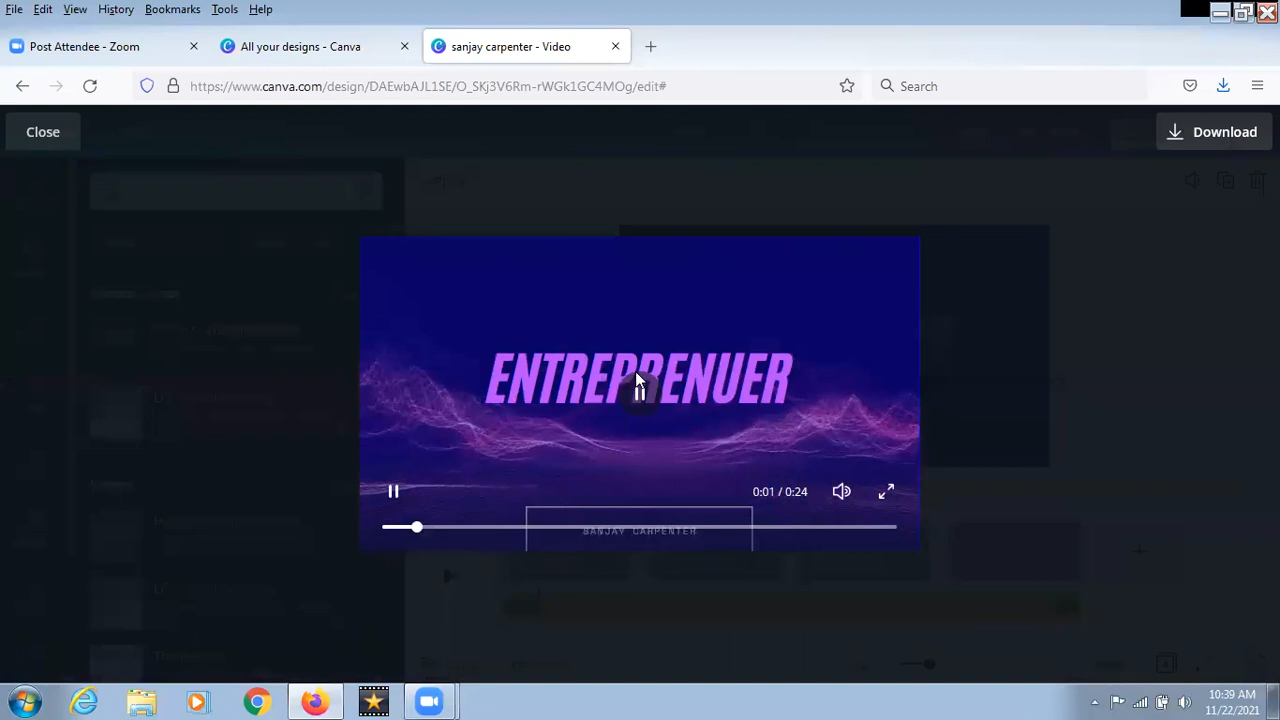 File Edit View History Bookmarks Tools Help
Post Attendee - Zoom All your designs - Canva sanjay carpenter - Video
https://www.canva.com/design/DAEwbAJL1SE/O_SKj3V6Rm-rWGk1GC4MOg/edit# Search
Close Download
ENTREPRENUER
0:01 / 0:24
SANJAY CARPENTER
10:39 AM
11/22/2021